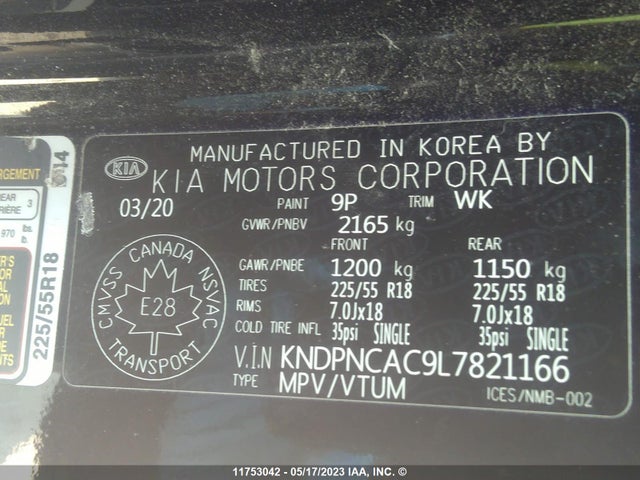 MANUFACTURED IN KOREA BY
KIA KIA MOTORS CORPORATION
03/20 PAINT 9P TRIM WK
GVWR/PNBV 2165 kg
FRONT REAR
GAWR/PNBE 1200 kg 1150 kg
TIRES 225/55 R18 225/55 R18
RIMS 7.0Jx18 7.0Jx18
COLD TIRE INFL 35psi SINGLE 35psi SINGLE
V.I.N KNDPNCAC9L7821166
TYPE MPV/VTUM
ICES/NMB-002
CMVSS CANADA NSVAC
E28
TRANSPORT
225/55R18
3
970 lbs.
11753042 - 05/17/2023 IAA, INC. ©